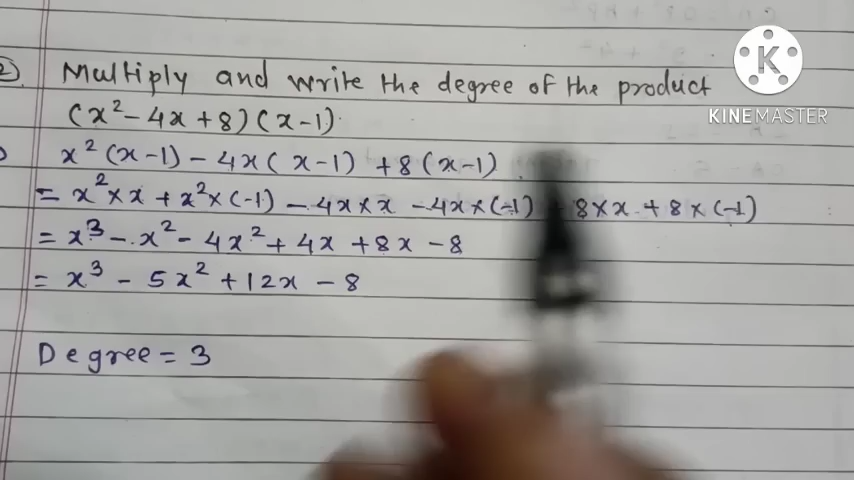 2) Multiply and write the degree of the product
(x² - 4x + 8) (x - 1)
x² (x - 1) - 4x ( x - 1) + 8 (x - 1)
= x² × x + x² × (-1) - 4x × x - 4x × (-1) 8 × x + 8 × (-1)
= x³ - x² - 4x² + 4x + 8x - 8
= x³ - 5x² + 12x - 8
Degree = 3
K
KINEMASTER